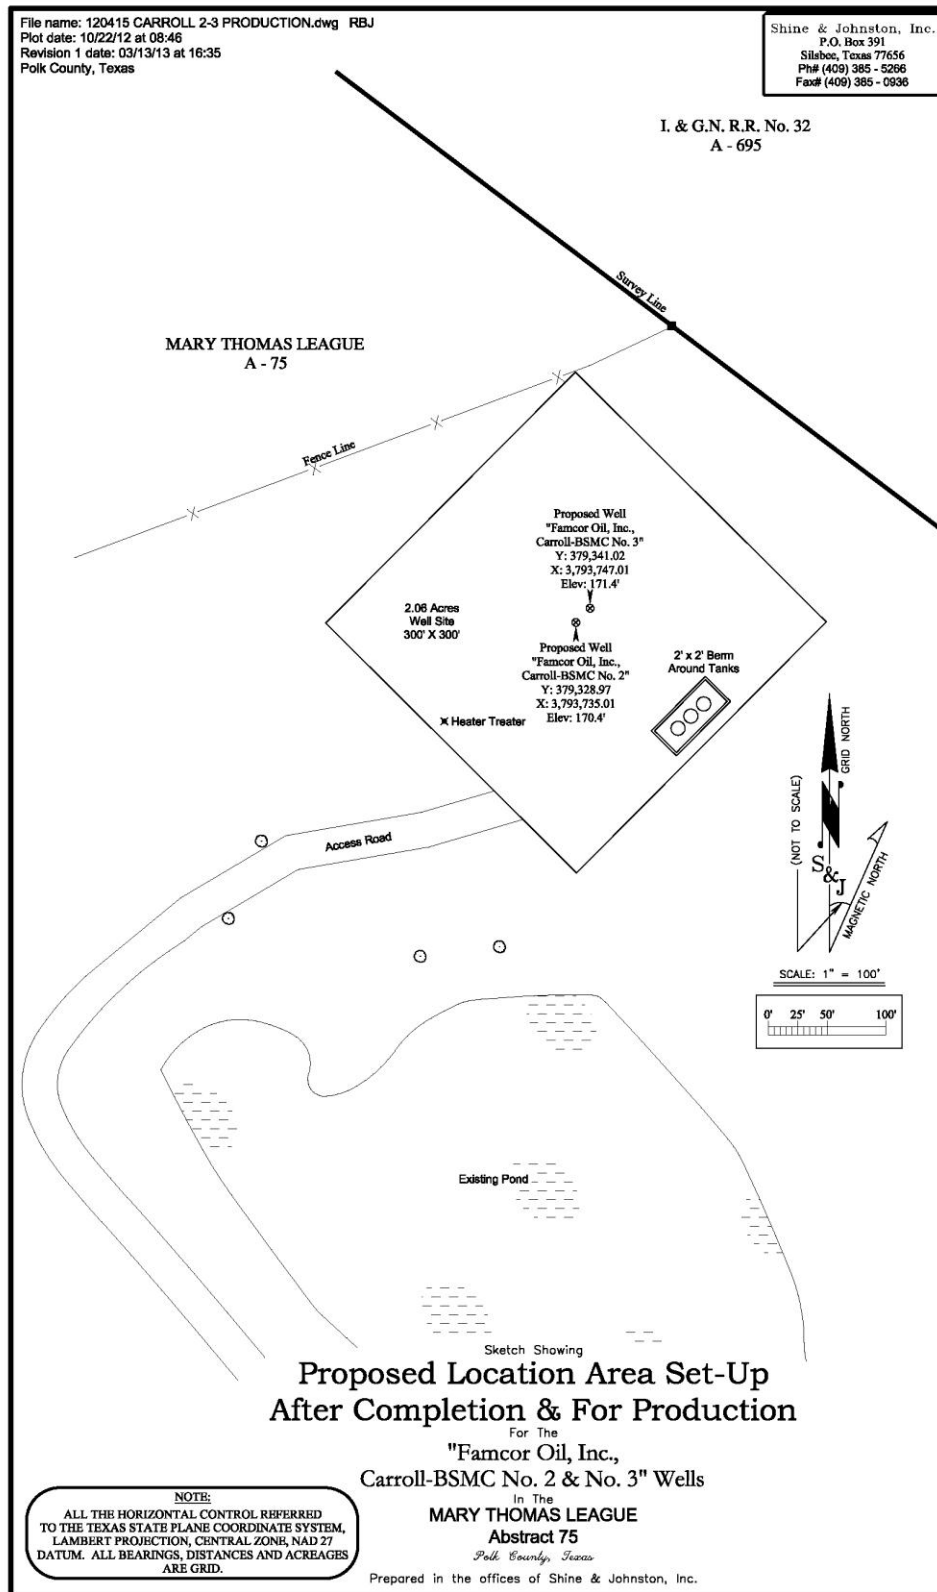 File name: 120415 CARROLL 2-3 PRODUCTION.dwg RBJ
Plot date: 10/22/12 at 08:46
Revision 1 date: 03/13/13 at 16:35
Polk County, Texas
Shine & Johnston, Inc.
P.O. Box 391
Silsbee, Texas 77656
Ph# (409) 385 - 5266
Fax# (409) 385 - 0936
I. & G.N. R.R. No. 32
A - 695
Survey Line
MARY THOMAS LEAGUE
A - 75
Fence Line
Proposed Well
"Famcor Oil, Inc.,
Carroll-BSMC No. 3"
Y: 379,341.02
X: 3,793,747.01
Elev: 171.4'
2.06 Acres
Well Site
300' X 300'
Proposed Well
"Famcor Oil, Inc.,
Carroll-BSMC No. 2"
Y: 379,328.97
X: 3,793,735.01
Elev: 170.4'
2' x 2' Berm
Around Tanks
Heater Treater
Access Road
GRID NORTH
(NOT TO SCALE)
S&J
MAGNETIC NORTH
SCALE: 1" = 100'
0' 25' 50' 100'
Existing Pond
Sketch Showing
Proposed Location Area Set-Up
After Completion & For Production
For The
"Famcor Oil, Inc.,
Carroll-BSMC No. 2 & No. 3" Wells
In The
MARY THOMAS LEAGUE
Abstract 75
Polk County, Texas
Prepared in the offices of Shine & Johnston, Inc.
NOTE:
ALL THE HORIZONTAL CONTROL REFERRED
TO THE TEXAS STATE PLANE COORDINATE SYSTEM,
LAMBERT PROJECTION, CENTRAL ZONE, NAD 27
DATUM. ALL BEARINGS, DISTANCES AND ACREAGES
ARE GRID.